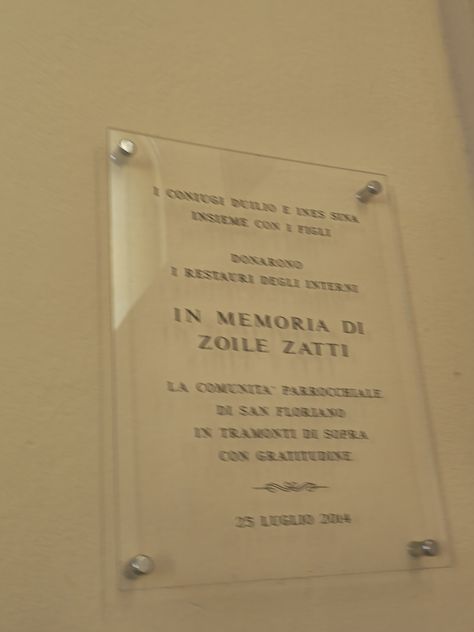 I CONIUGI DUILIO E INES SINA
INSIEME CON I FIGLI
DONARONO
I RESTAURI DEGLI INTERNI
IN MEMORIA DI
ZOILE ZATTI
LA COMUNITA' PARROCCHIALE
DI SAN FLORIANO
IN TRAMONTI DI SOPRA
CON GRATITUDINE
25 LUGLIO 2014